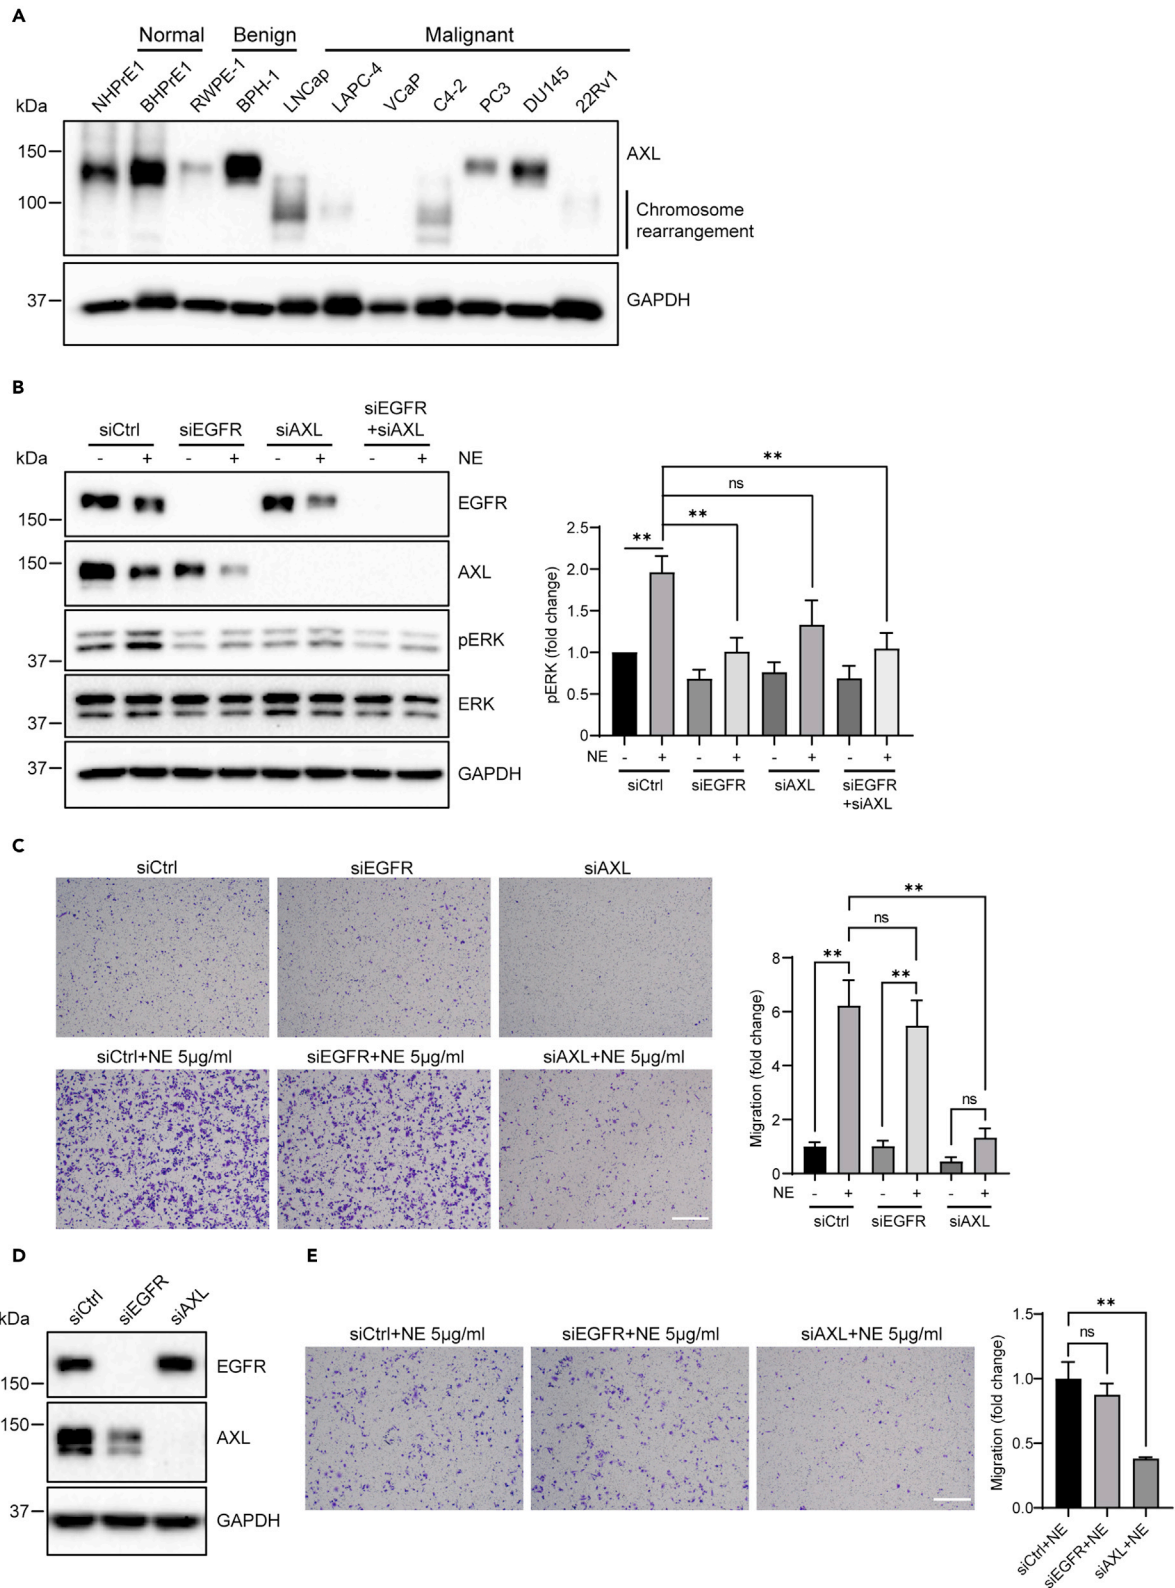 A
Normal Benign Malignant
NHPrE1 BHPrE1 RWPE-1 BPH-1 LNCap LAPC-4 VCaP C4-2 PC3 DU145 22Rv1
kDa
150
AXL
100
Chromosome
rearrangement
37
GAPDH
B
siCtrl siEGFR siAXL siEGFR
+siAXL
kDa - + - + - + - + NE
EGFR
150
150
AXL
pERK
37
ERK
37
37
GAPDH
**
ns
**
**
pERK (fold change)
2.5
2.0
1.5
1.0
0.5
0
NE - + - + - + - +
siCtrl siEGFR siAXL siEGFR
+siAXL
C
siCtrl siEGFR siAXL
siCtrl+NE 5µg/ml siEGFR+NE 5µg/ml siAXL+NE 5µg/ml
**
ns
** **
ns
Migration (fold change)
8
6
4
2
0
NE - + - + - +
siCtrl siEGFR siAXL
D
siCtrl siEGFR siAXL
kDa
EGFR
150
150
AXL
37
GAPDH
E
siCtrl+NE 5µg/ml siEGFR+NE 5µg/ml siAXL+NE 5µg/ml
**
ns
Migration (fold change)
1.5
1.0
0.5
0.0
siCtrl+NE siEGFR+NE siAXL+NE